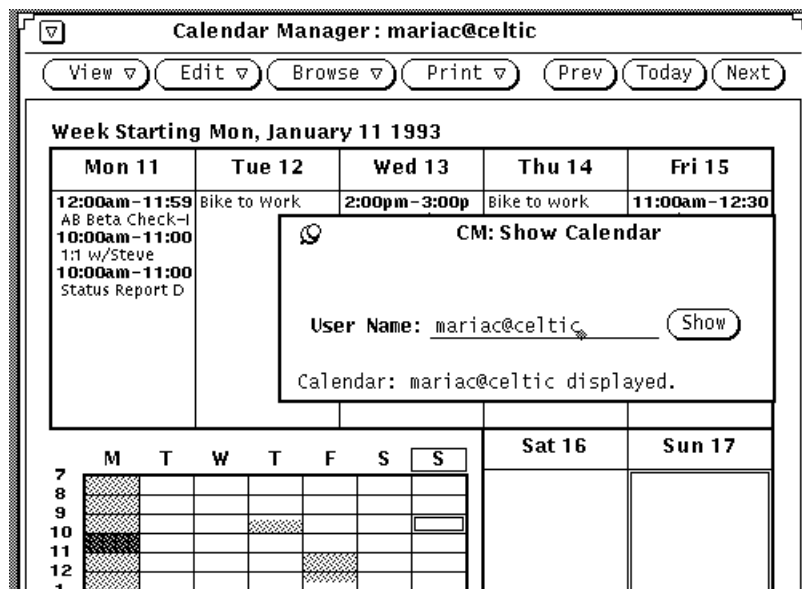 Calendar Manager: mariac@celtic
View Edit Browse Print Prev Today Next
Week Starting Mon, January 11 1993
Mon 11 Tue 12 Wed 13 Thu 14 Fri 15
12:00am-11:59 Bike to Work 2:00pm-3:00p Bike to work 11:00am-12:30
AB Beta Check-I
10:00am-11:00
1:1 w/Steve
10:00am-11:00
Status Report D
CM: Show Calendar
User Name: mariac@celtic Show
Calendar: mariac@celtic displayed.
Sat 16 Sun 17
M T W T F S S
7
8
9
10
11
12